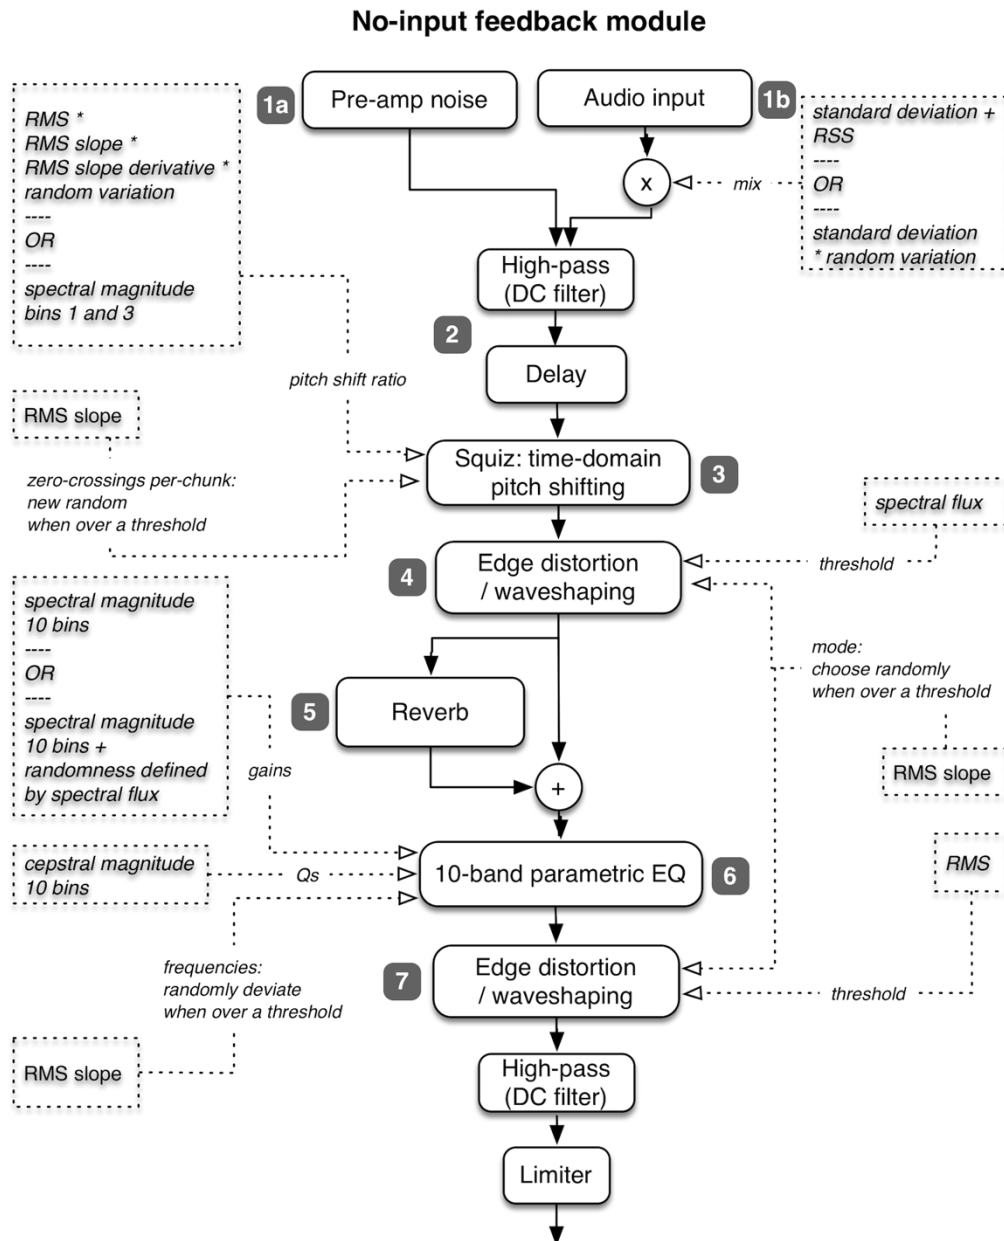 No-input feedback module
1a
Pre-amp noise
Audio input
1b
RMS *
RMS slope *
RMS slope derivative *
random variation
----
OR
----
spectral magnitude
bins 1 and 3
standard deviation +
RSS
----
OR
----
standard deviation
* random variation
x
mix
High-pass
(DC filter)
2
Delay
pitch shift ratio
RMS slope
zero-crossings per-chunk:
new random
when over a threshold
Squiz: time-domain
pitch shifting
3
spectral flux
threshold
4
Edge distortion
/ waveshaping
mode:
choose randomly
when over a threshold
RMS slope
spectral magnitude
10 bins
----
OR
----
spectral magnitude
10 bins +
randomness defined
by spectral flux
gains
5
Reverb
+
cepstral magnitude
10 bins
Qs
10-band parametric EQ
6
RMS
threshold
frequencies:
randomly deviate
when over a threshold
RMS slope
7
Edge distortion
/ waveshaping
High-pass
(DC filter)
Limiter